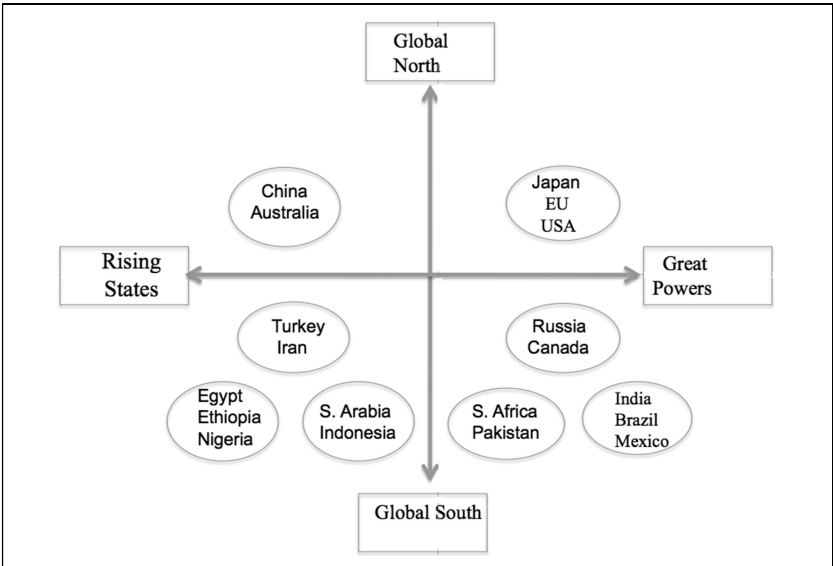 Global
North
China
Australia
Japan
EU
USA
Rising
States
Great
Powers
Turkey
Iran
Russia
Canada
Egypt
Ethiopia
Nigeria
S. Arabia
Indonesia
S. Africa
Pakistan
India
Brazil
Mexico
Global South